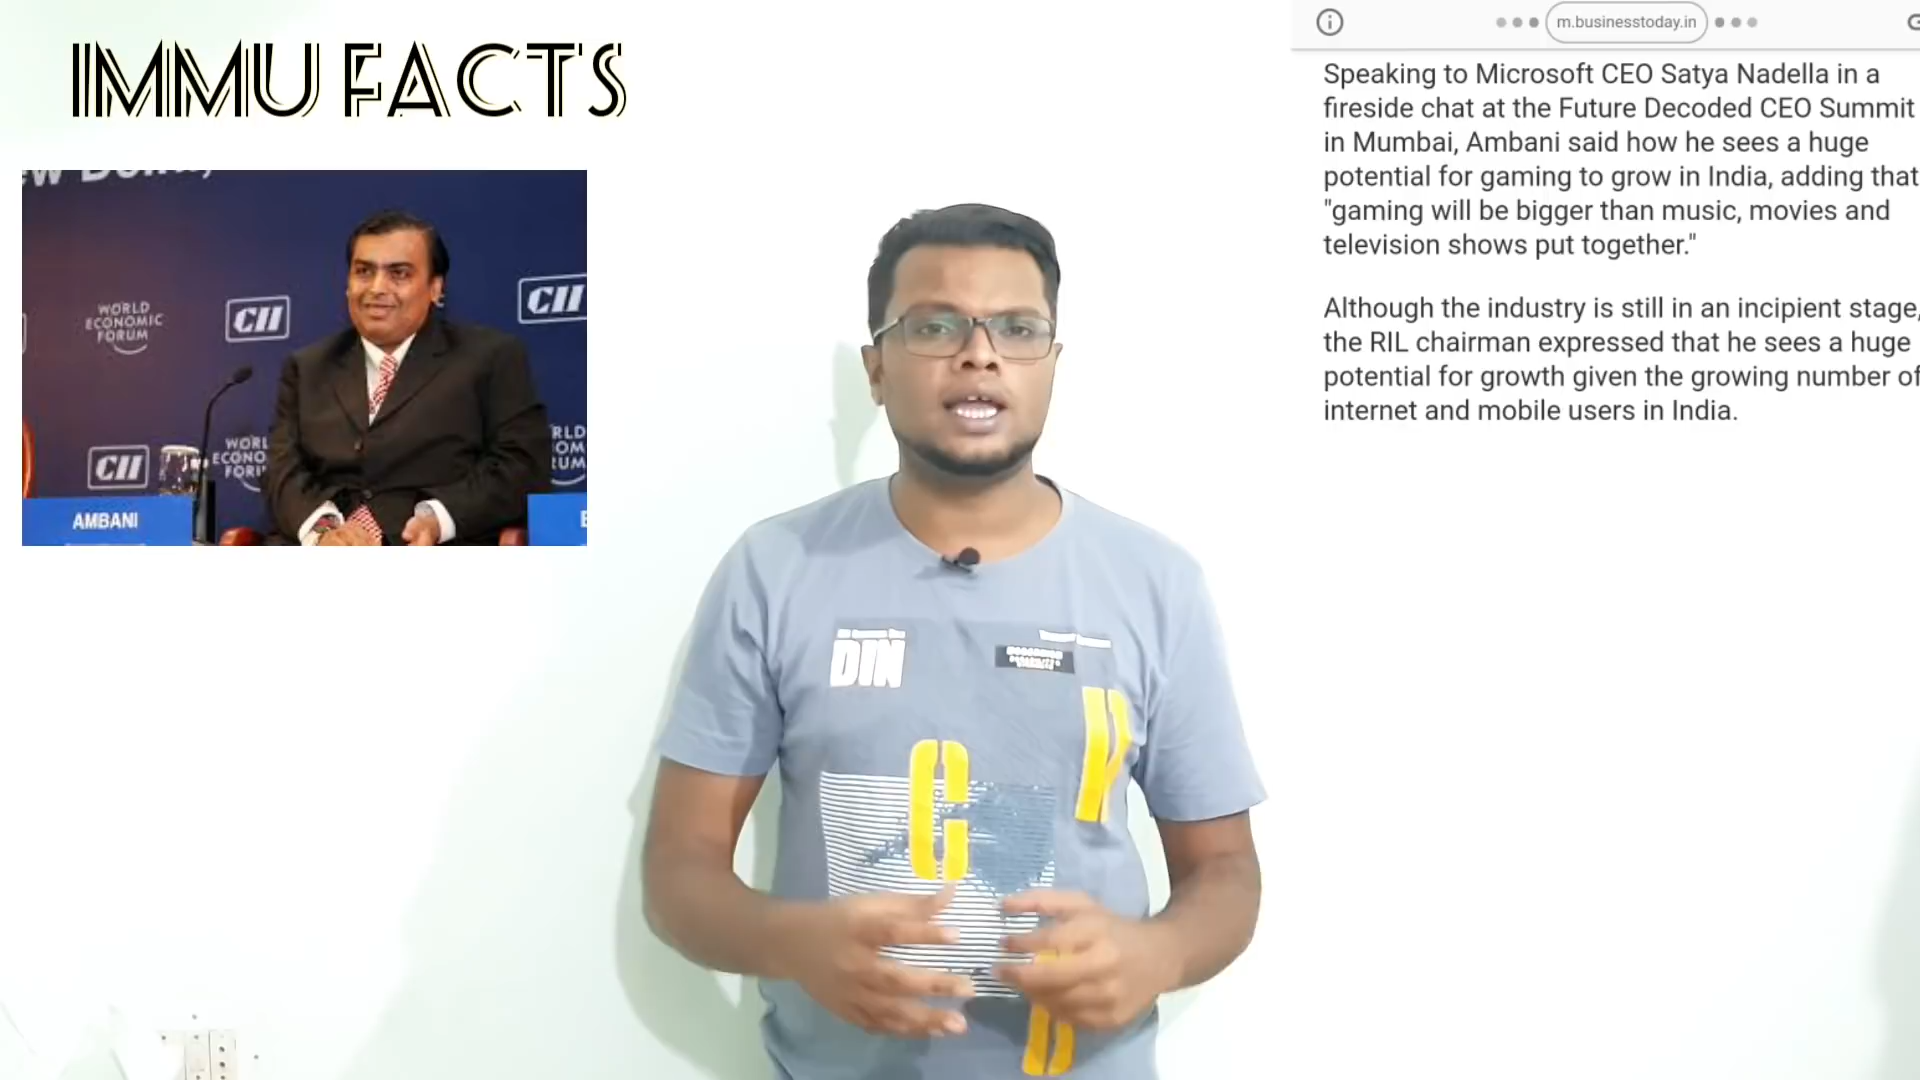 IMMU FACTS
WORLD
ECONOMIC
FORUM
CII
CII
CII
AMBANI
m.businesstoday.in
Speaking to Microsoft CEO Satya Nadella in a
fireside chat at the Future Decoded CEO Summit
in Mumbai, Ambani said how he sees a huge
potential for gaming to grow in India, adding that
"gaming will be bigger than music, movies and
television shows put together."
Although the industry is still in an incipient stage,
the RIL chairman expressed that he sees a huge
potential for growth given the growing number of
internet and mobile users in India.
DIN
C